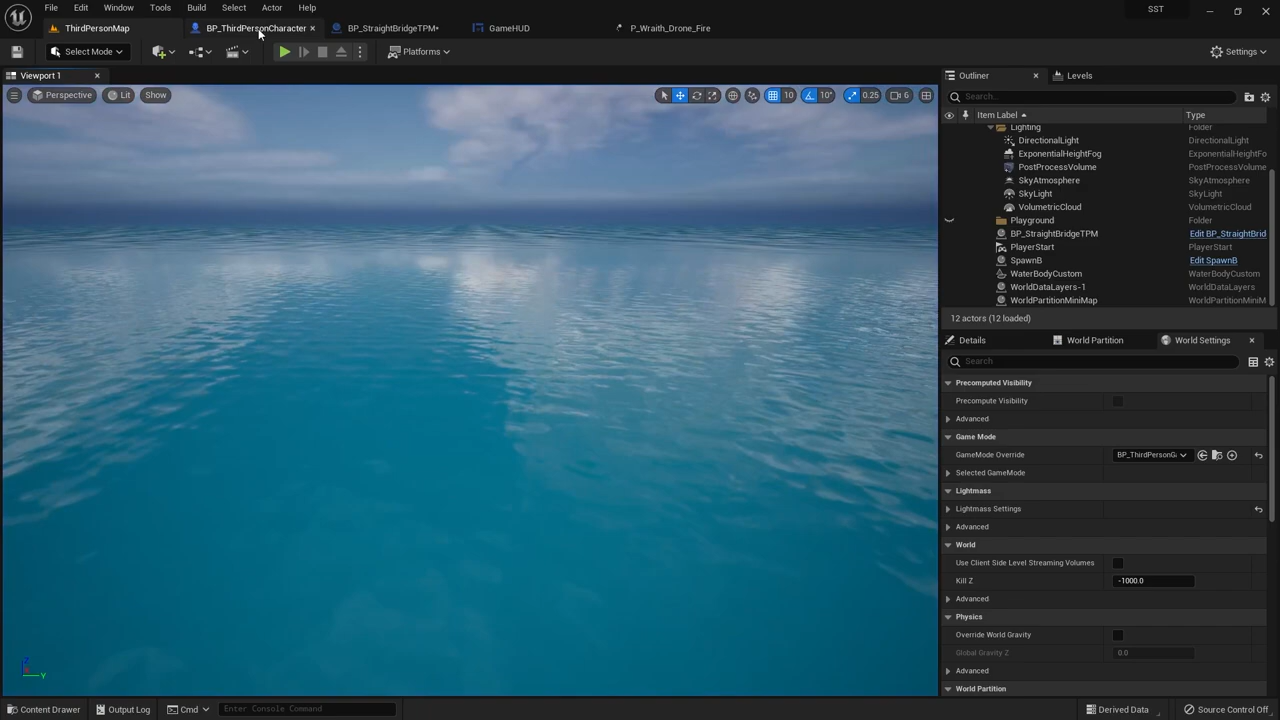 File Edit Window Tools Build Select Actor Help SST
ThirdPersonMap BP_ThirdPersonCharacter BP_StraightBridgeTPM* GameHUD P_Wraith_Drone_Fire
Select Mode Platforms Settings
Viewport 1 Outliner Levels
Perspective Lit Show 10 10° 0.25 6
Search...
Item Label Type
Lighting Folder
DirectionalLight DirectionalLight
ExponentialHeightFog ExponentialHeightFo
PostProcessVolume PostProcessVolume
SkyAtmosphere SkyAtmosphere
SkyLight SkyLight
VolumetricCloud VolumetricCloud
Playground Folder
BP_StraightBridgeTPM Edit BP_StraightBrid
PlayerStart PlayerStart
SpawnB Edit SpawnB
WaterBodyCustom WaterBodyCustom
WorldDataLayers-1 WorldDataLayers
WorldPartitionMiniMap WorldPartitionMiniM
12 actors (12 loaded)
Details World Partition World Settings
Search
Precomputed Visibility
Precompute Visibility
Advanced
Game Mode
GameMode Override BP_ThirdPersonGa
Selected GameMode
Lightmass
Lightmass Settings
Advanced
World
Use Client Side Level Streaming Volumes
Kill Z -1000.0
Advanced
Physics
Override World Gravity
Global Gravity Z 0.0
Advanced
World Partition
Z
Y
Content Drawer Output Log Cmd Enter Console Command Derived Data Source Control Off